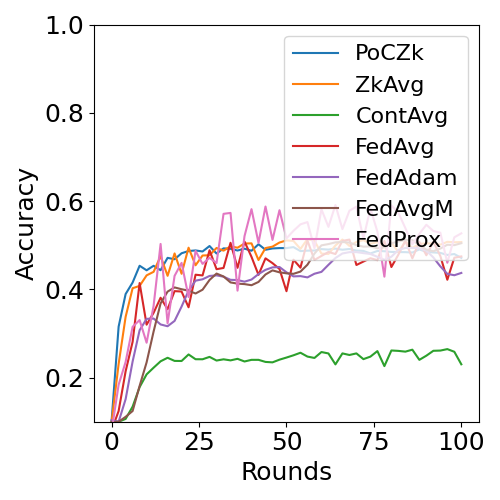 1.0
0.8
0.6
0.4
0.2
Accuracy
PoCZk
ZkAvg
ContAvg
FedAvg
FedAdam
FedAvgM
FedProx
0
25
50
75
100
Rounds